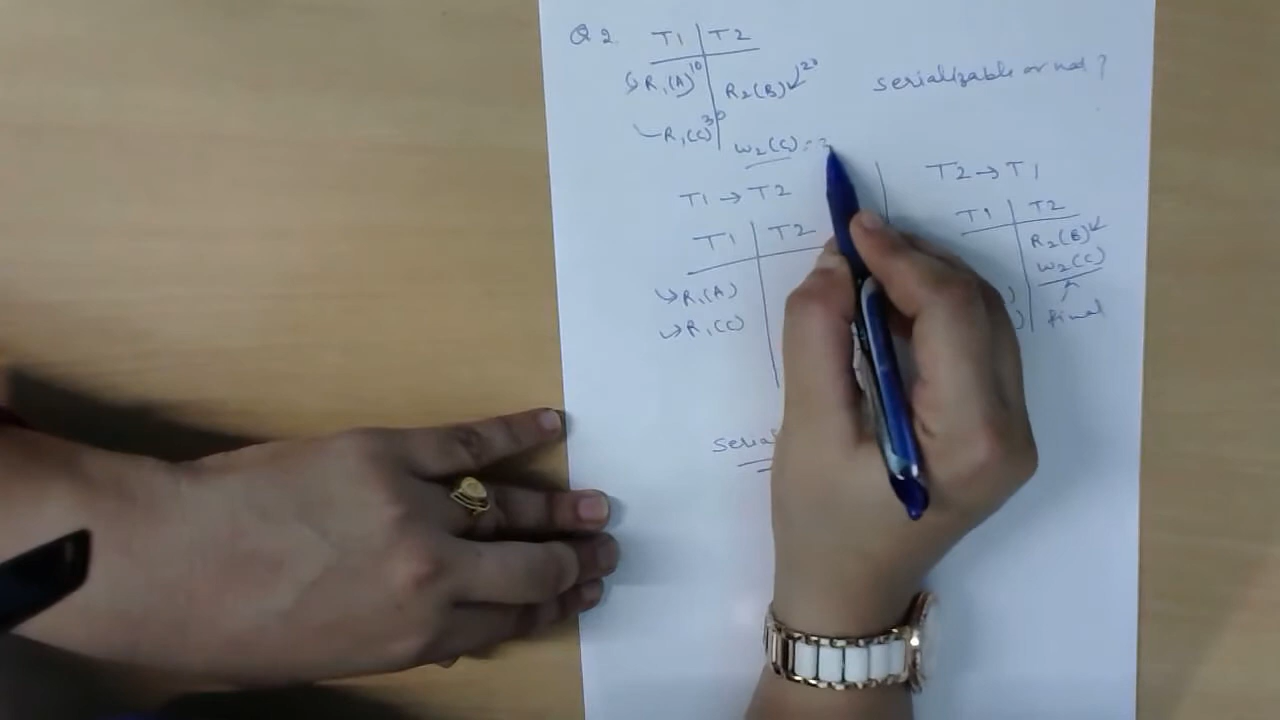 Q2 T1 T2
R1(A) 10
R2(B) 20
serializable or not?
R1(C) 30
W2(C) =
T1 → T2
T1 T2
R1(A)
R1(C)
T2 → T1
T1 T2
R2(B)
W2(C)
final